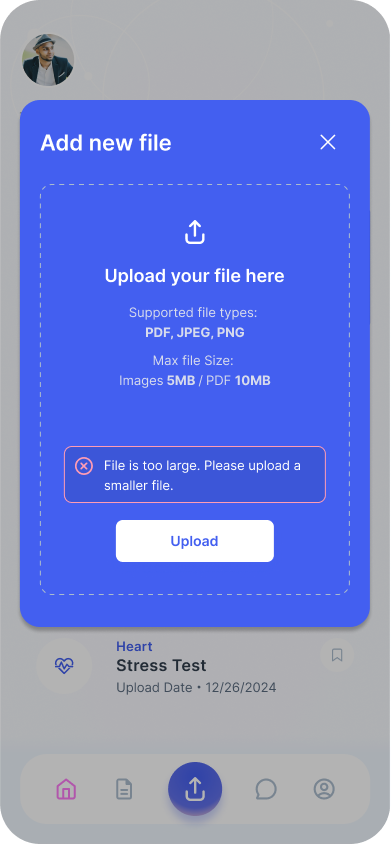 Add new file
Upload your file here
Supported file types:
PDF, JPEG, PNG
Max file Size:
Images 5MB / PDF 10MB
File is too large. Please upload a
smaller file.
Upload
Heart
Stress Test
Upload Date • 12/26/2024